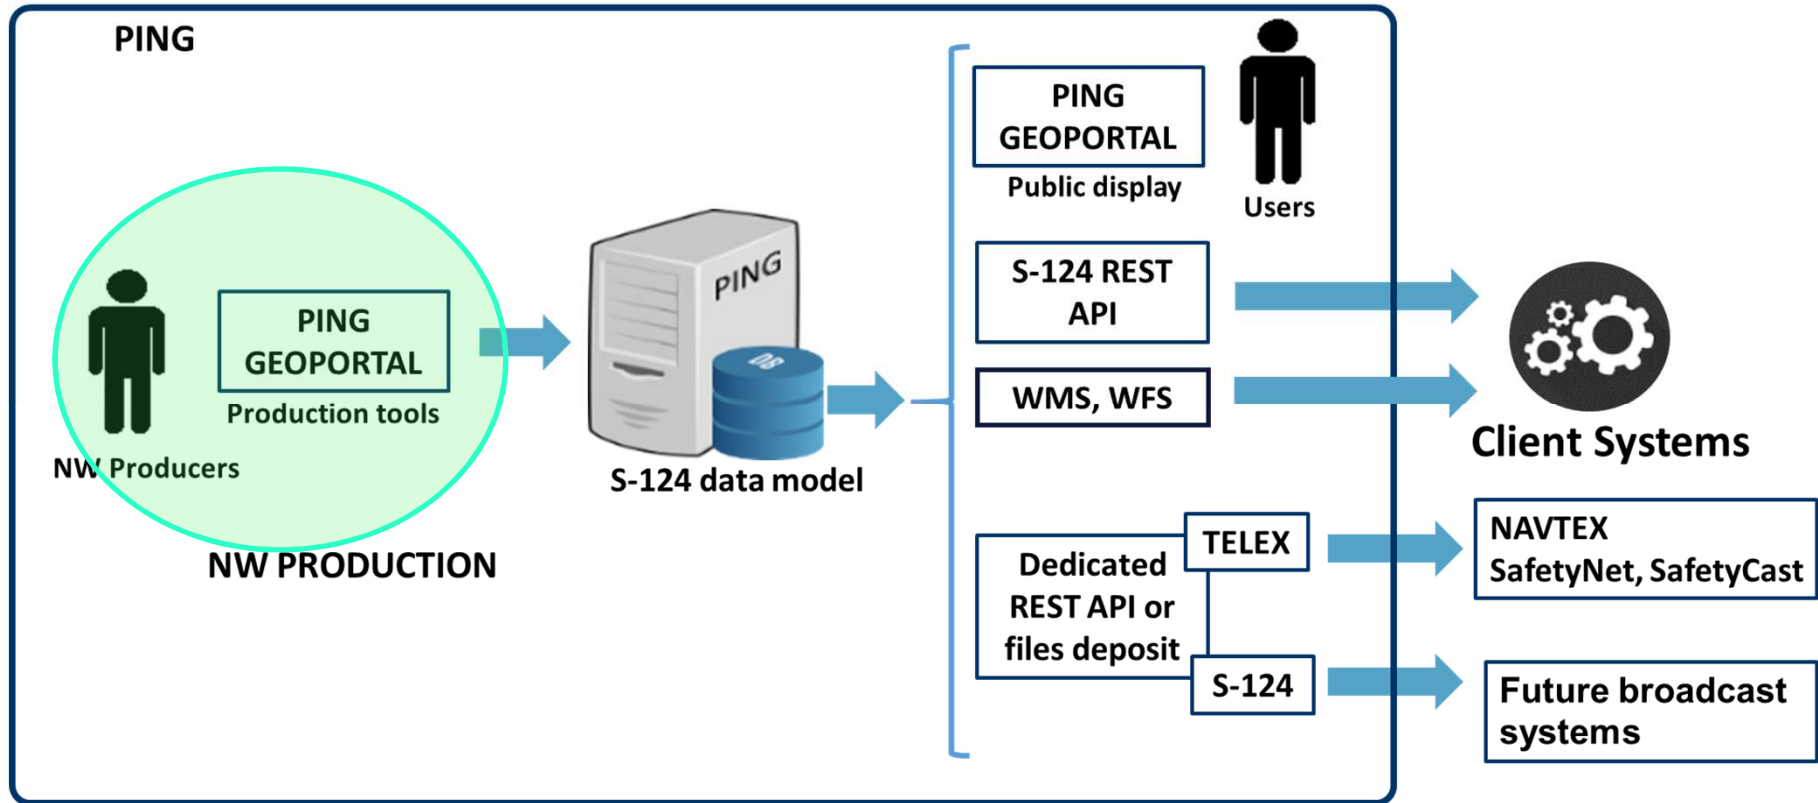 PING
NW Producers
PING
GEOPORTAL
Production tools
NW PRODUCTION
PING
DB
S-124 data model
PING
GEOPORTAL
Public display
Users
S-124 REST
API
WMS, WFS
Client Systems
Dedicated
REST API or
files deposit
TELEX
S-124
NAVTEX
SafetyNet, SafetyCast
Future broadcast
systems